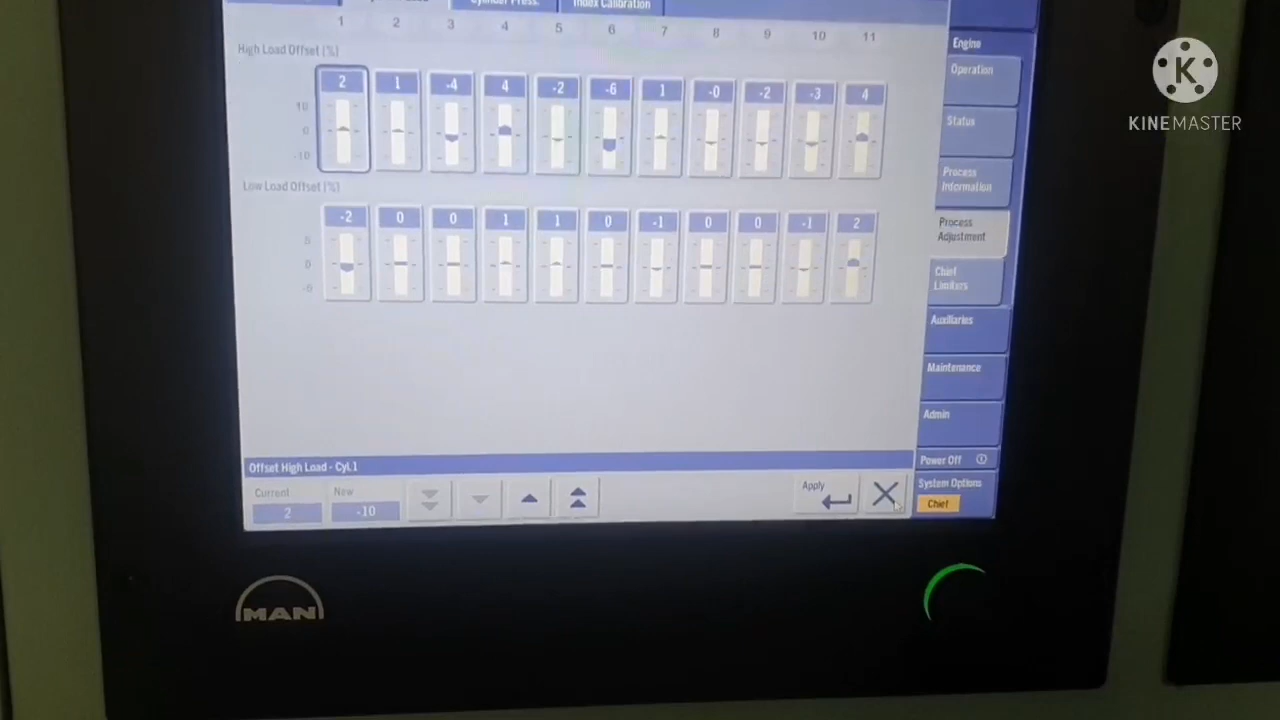 Cylinder Press. Index Calibration
1 2 3 4 5 6 7 8 9 10 11
High Load Offset (%)
2 1 -4 4 -2 -6 1 -0 -2 -3 4
10
0
-10
Low Load Offset (%)
-2 0 0 1 1 0 -1 0 0 -1 2
5
0
Engine
Operation
Status
Process
Information
Process
Adjustment
Chief
Limiters
Auxiliaries
Maintenance
Admin
Power Off
System Options
Chief
Offset High Load - Cyl.1
Current New
2 -10
Apply
MAN
K
KINEMASTER